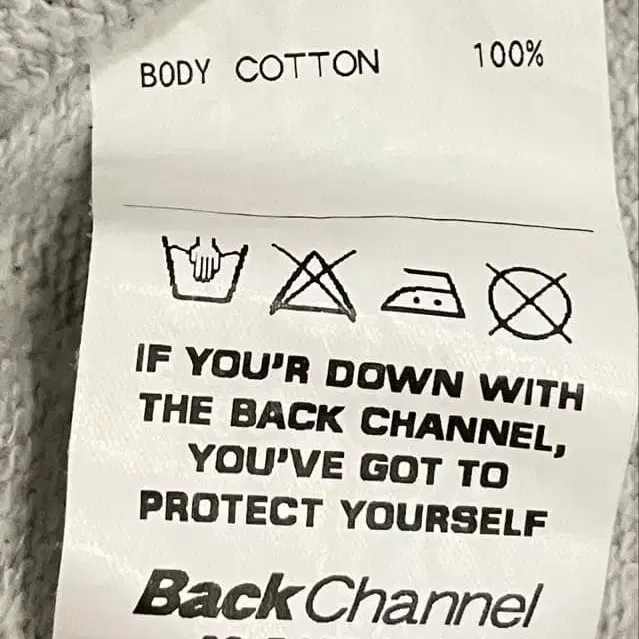 BODY COTTON 100%
IF YOU'R DOWN WITH
THE BACK CHANNEL,
YOU'VE GOT TO
PROTECT YOURSELF
BackChannel